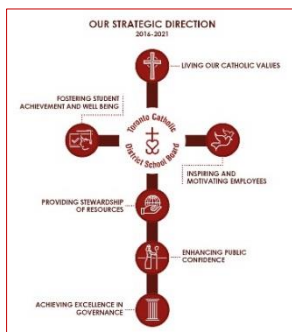 OUR STRATEGIC DIRECTION
2016-2021
LIVING OUR CATHOLIC VALUES
FOSTERING STUDENT
ACHIEVEMENT AND WELL BEING
Toronto Catholic
District School Board
INSPIRING AND
MOTIVATING EMPLOYEES
PROVIDING STEWARDSHIP
OF RESOURCES
ENHANCING PUBLIC
CONFIDENCE
ACHIEVING EXCELLENCE IN
GOVERNANCE